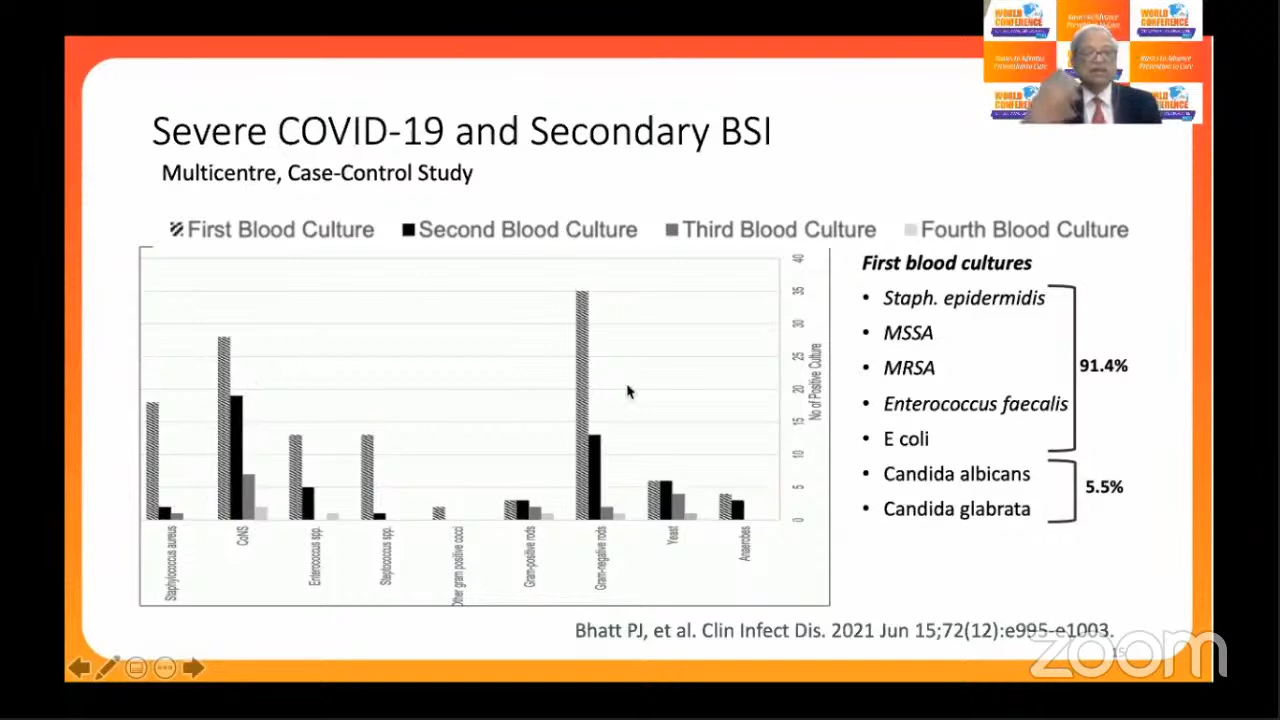 WORLD CONFERENCE
WORLD CONFERENCE
WORLD
CONFERENCE
Severe COVID-19 and Secondary BSI
Multicentre, Case-Control Study
First Blood Culture Second Blood Culture Third Blood Culture Fourth Blood Culture
First blood cultures
• Staph. epidermidis
• MSSA
• MRSA
91.4%
• Enterococcus faecalis
• E coli
• Candida albicans
5.5%
• Candida glabrata
40
35
30
25
20
15
10
5
0
No of Positive Culture
Staphylococcus aureus
CoNS
Enterococcus spp.
Steptococcus spp.
Other gram positive cocci
Gram-positive rods
Gram-negative rods
Yeast
Anaerobes
Bhatt PJ, et al. Clin Infect Dis. 2021 Jun 15;72(12):e995-e1003.
15
zoom